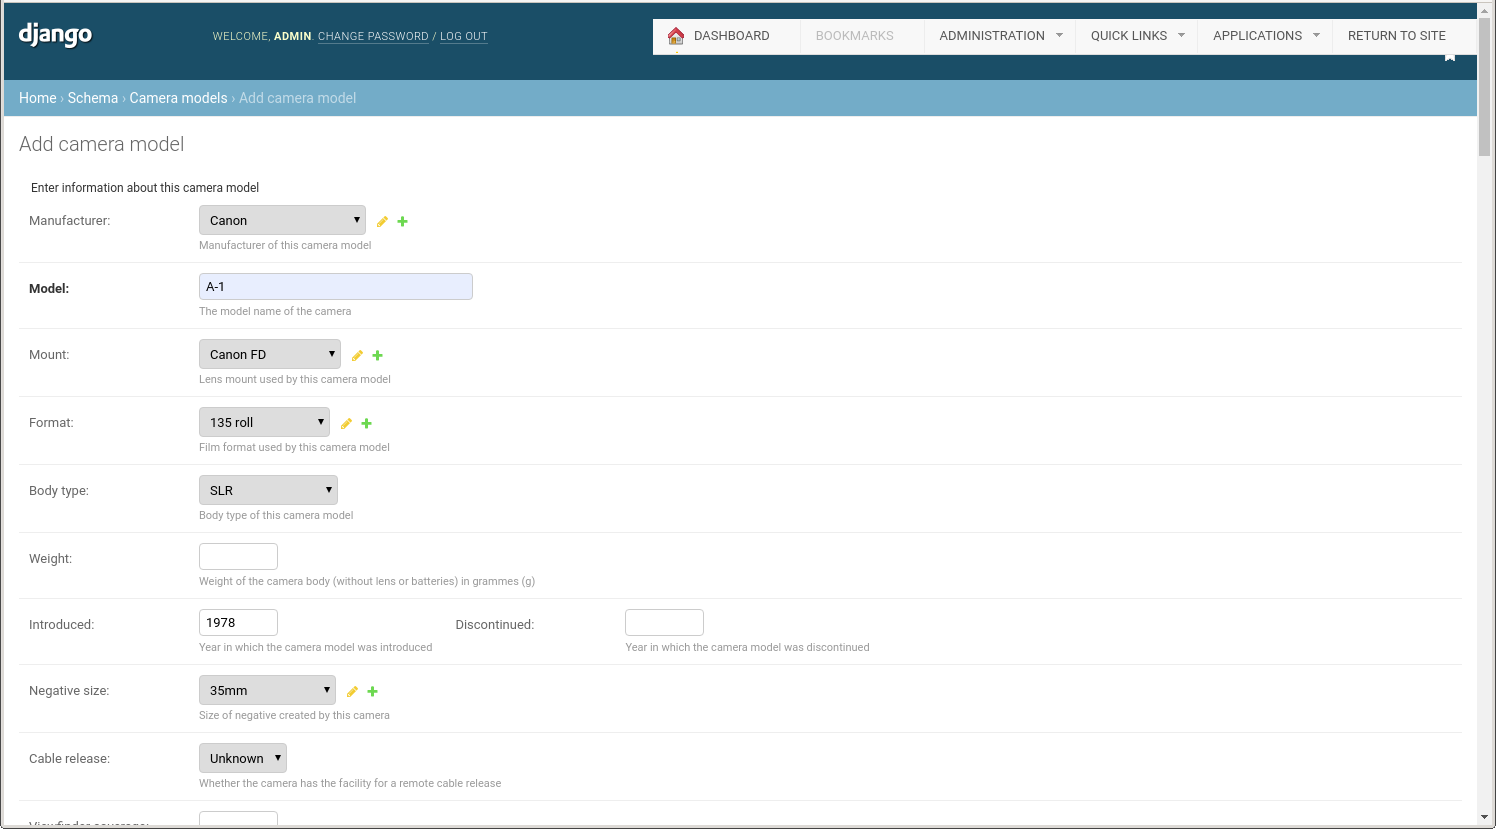 django
WELCOME, ADMIN. CHANGE PASSWORD / LOG OUT
DASHBOARD BOOKMARKS ADMINISTRATION QUICK LINKS APPLICATIONS RETURN TO SITE
Home › Schema › Camera models › Add camera model
Add camera model
Enter information about this camera model
Manufacturer: Canon
Manufacturer of this camera model
Model: A-1
The model name of the camera
Mount: Canon FD
Lens mount used by this camera model
Format: 135 roll
Film format used by this camera model
Body type: SLR
Body type of this camera model
Weight:
Weight of the camera body (without lens or batteries) in grammes (g)
Introduced: 1978 Discontinued:
Year in which the camera model was introduced Year in which the camera model was discontinued
Negative size: 35mm
Size of negative created by this camera
Cable release: Unknown
Whether the camera has the facility for a remote cable release
Viewfinder coverage: